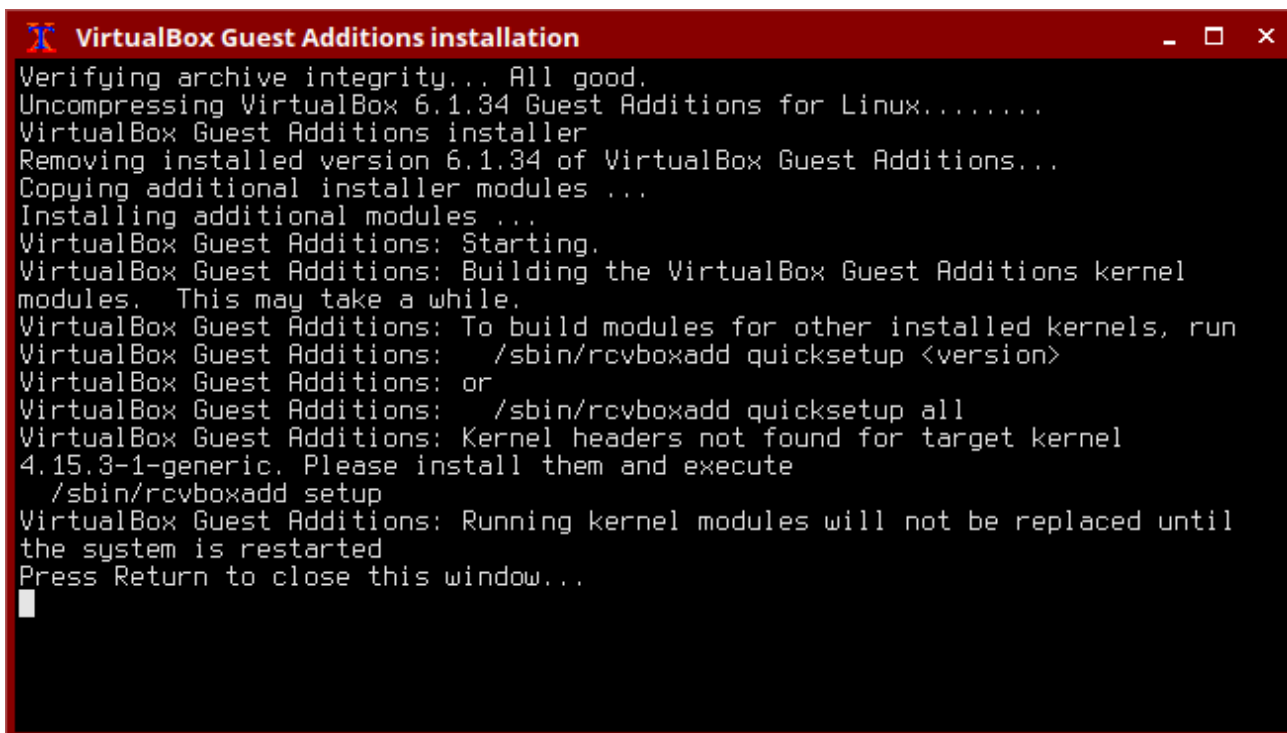 VirtualBox Guest Additions installation
Verifying archive integrity... All good.
Uncompressing VirtualBox 6.1.34 Guest Additions for Linux........
VirtualBox Guest Additions installer
Removing installed version 6.1.34 of VirtualBox Guest Additions...
Copying additional installer modules ...
Installing additional modules ...
VirtualBox Guest Additions: Starting.
VirtualBox Guest Additions: Building the VirtualBox Guest Additions kernel
modules.  This may take a while.
VirtualBox Guest Additions: To build modules for other installed kernels, run
VirtualBox Guest Additions:   /sbin/rcvboxadd quicksetup <version>
VirtualBox Guest Additions: or
VirtualBox Guest Additions:   /sbin/rcvboxadd quicksetup all
VirtualBox Guest Additions: Kernel headers not found for target kernel
4.15.3-1-generic. Please install them and execute
  /sbin/rcvboxadd setup
VirtualBox Guest Additions: Running kernel modules will not be replaced until
the system is restarted
Press Return to close this window...